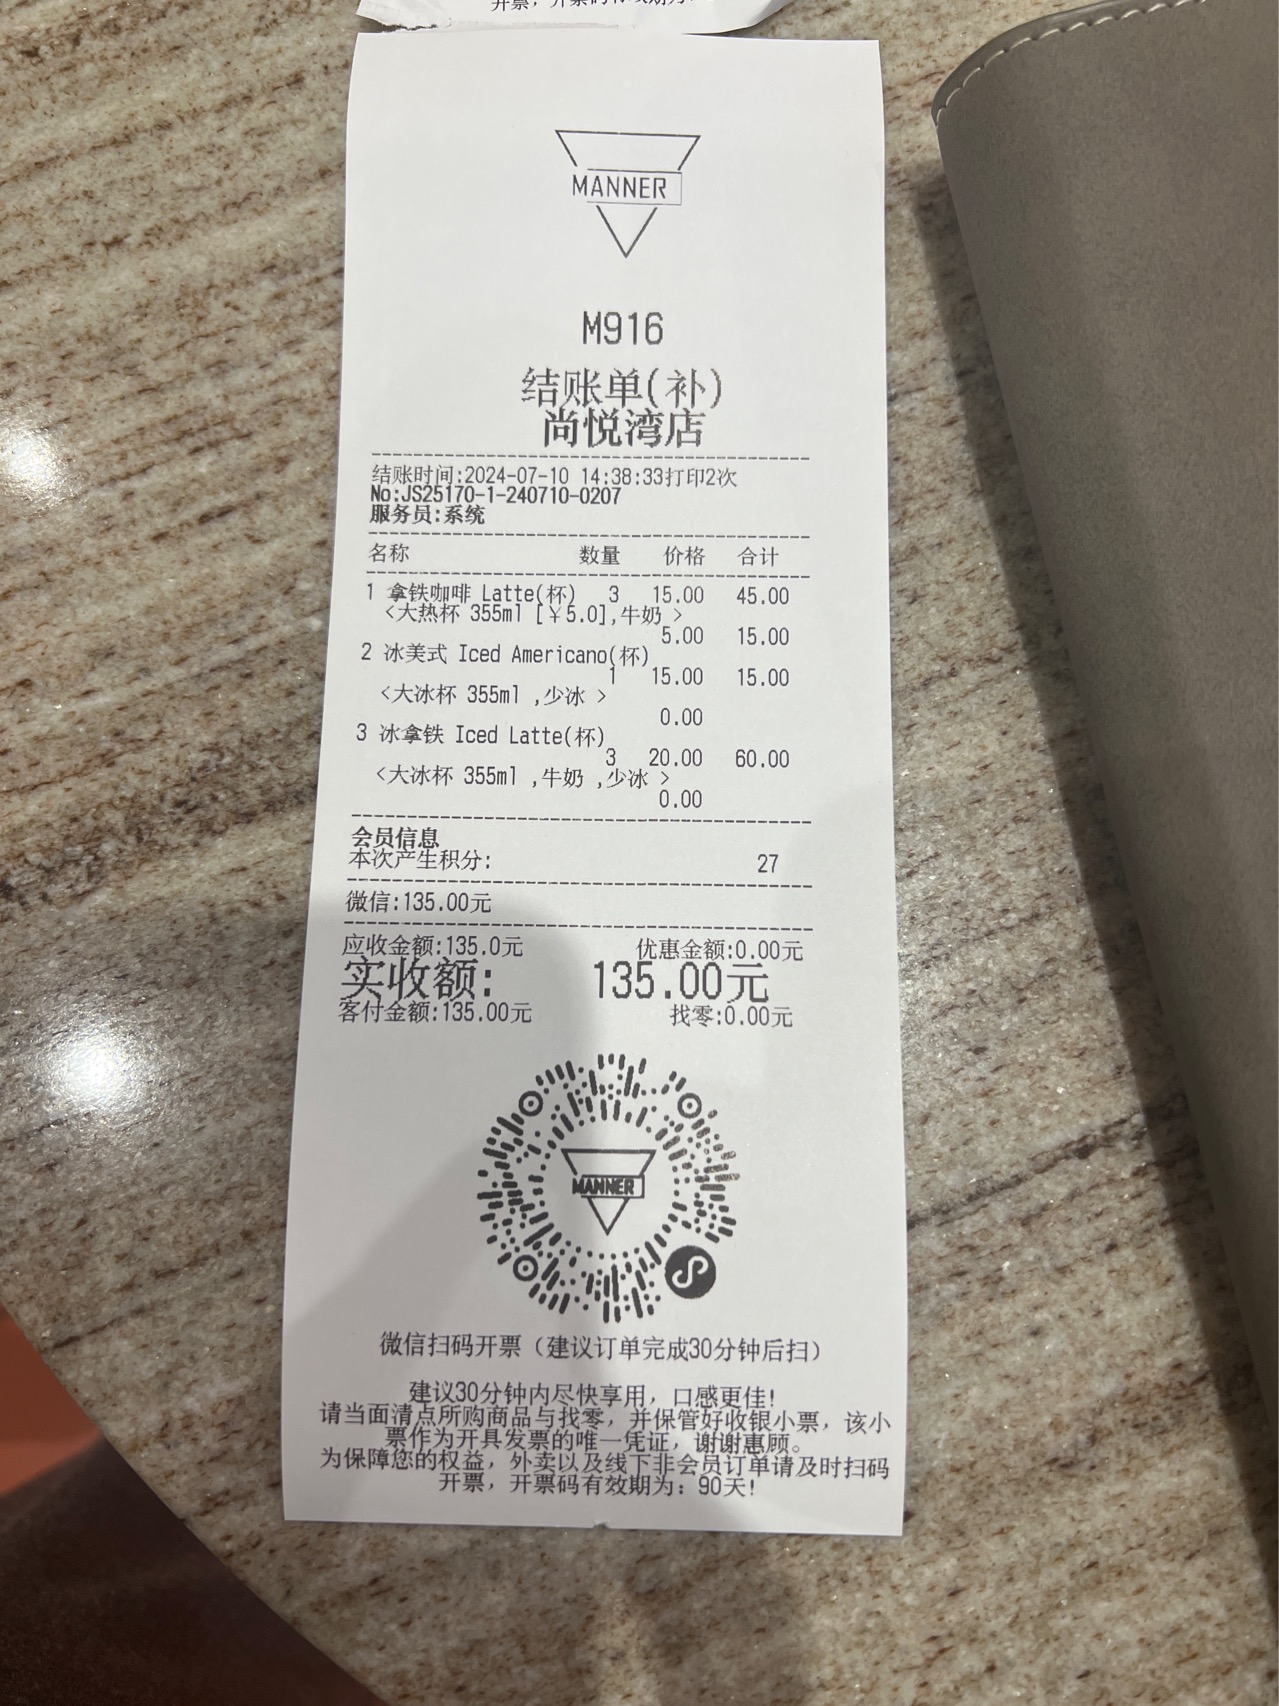 MANNER
M916
结账单(补)
尚悦湾店
结账时间:2024-07-10 14:38:33打印2次
No:JS25170-1-240710-0207
服务员:系统
名称 数量 价格 合计
1 拿铁咖啡 Latte(杯) 3 15.00 45.00
<大热杯 355ml [￥5.0],牛奶 >
5.00 15.00
2 冰美式 Iced Americano(杯)
1 15.00 15.00
<大冰杯 355ml ,少冰 >
0.00
3 冰拿铁 Iced Latte(杯)
3 20.00 60.00
<大冰杯 355ml ,牛奶 ,少冰 >
0.00
会员信息
本次产生积分: 27
微信:135.00元
应收金额:135.0元 优惠金额:0.00元
实收额: 135.00元
客付金额:135.00元 找零:0.00元
MANNER
微信扫码开票（建议订单完成30分钟后扫）
建议30分钟内尽快享用，口感更佳!
请当面清点所购商品与找零，并保管好收银小票，该小
票作为开具发票的唯一凭证，谢谢惠顾。
为保障您的权益，外卖以及线下非会员订单请及时扫码
开票，开票码有效期为：90天!